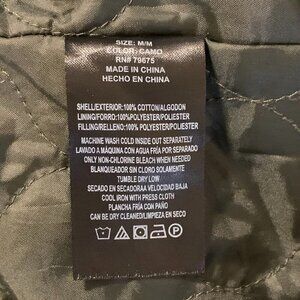 SIZE: M/M
COLOR: CAMO
RN# 79675
MADE IN CHINA
HECHO EN CHINA
SHELL/EXTERIOR:100% COTTON/ALGODON
LINING/FORRO:100%POLYESTER/POLIESTER
FILLING/RELLENO:100% POLYESTER/POLIESTER
MACHINE WASH COLD INSIDE OUT SEPARATELY
LAVADO A MÁQUINA CON AGUA FRÍA POR SEPARADO
ONLY NON-CHLORINE BLEACH WHEN NEEDED
BLANQUEADOR SIN CLORO SOLAMENTE
TUMBLE DRY LOW
SECADO EN SECADORAA VELOCIDAD BAJA
COOL IRON WITH PRESS CLOTH
PLANCHA FRÍA CON PAÑO
CAN BE DRY CLEANED/LIMPIEZA EN SECO